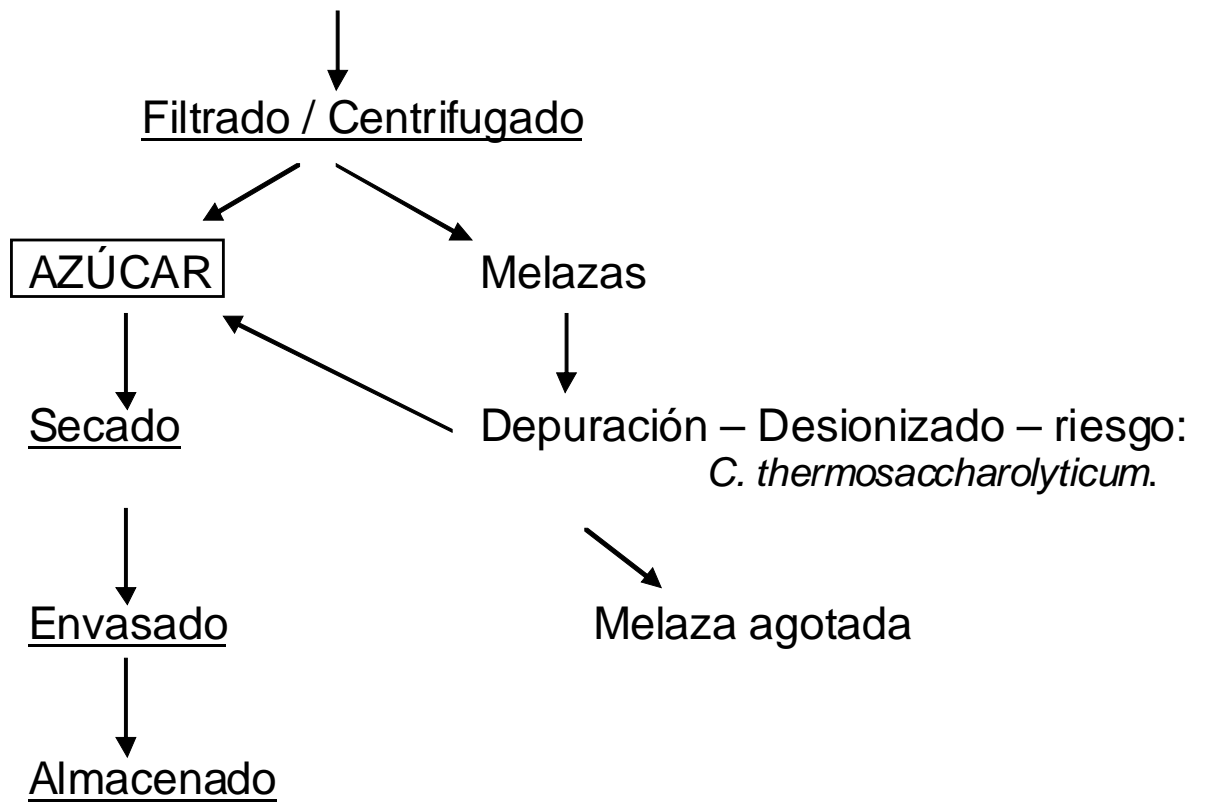 Filtrado / Centrifugado
AZÚCAR
Melazas
Secado
Depuración – Desionizado – riesgo:
C. thermosaccharolyticum.
Envasado
Melaza agotada
Almacenado